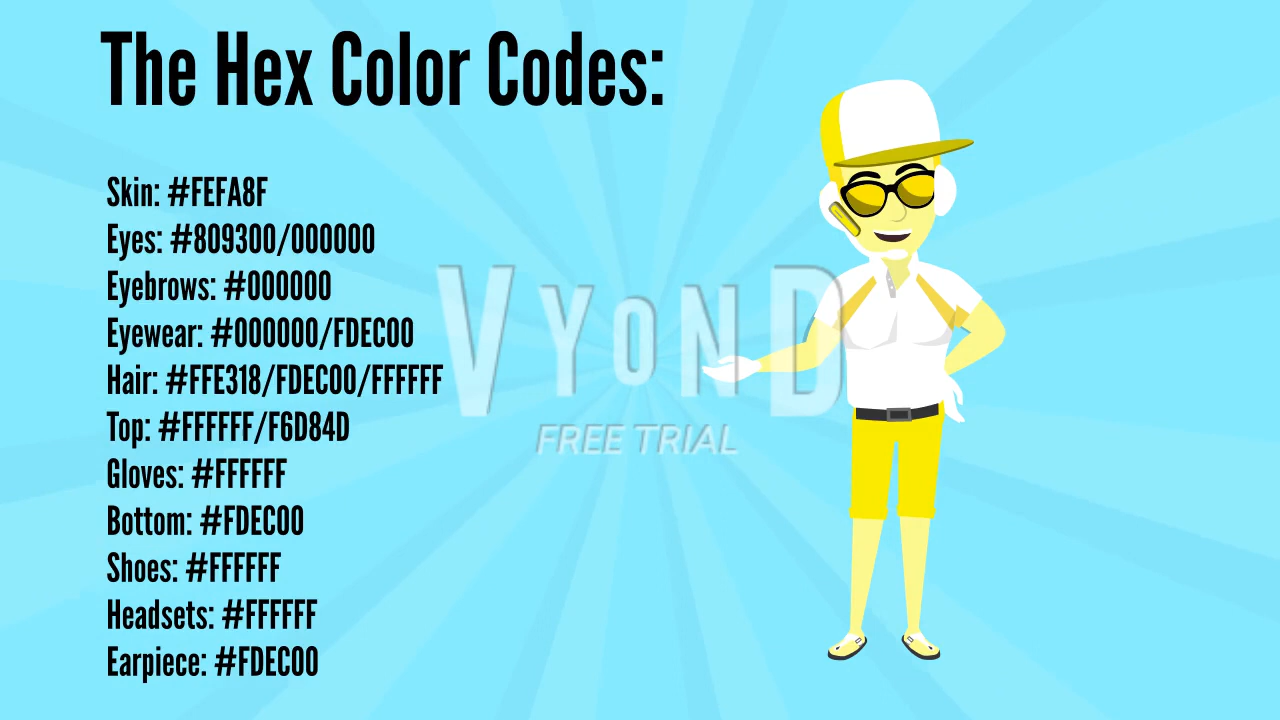 The Hex Color Codes:
Skin: #FEFA8F
Eyes: #809300/000000
Eyebrows: #000000
Eyewear: #000000/FDEC00
Hair: #FFE318/FDEC00/FFFFFF
Top: #FFFFFF/F6D84D
Gloves: #FFFFFF
Bottom: #FDEC00
Shoes: #FFFFFF
Headsets: #FFFFFF
Earpiece: #FDEC00
VYOND
FREE TRIAL